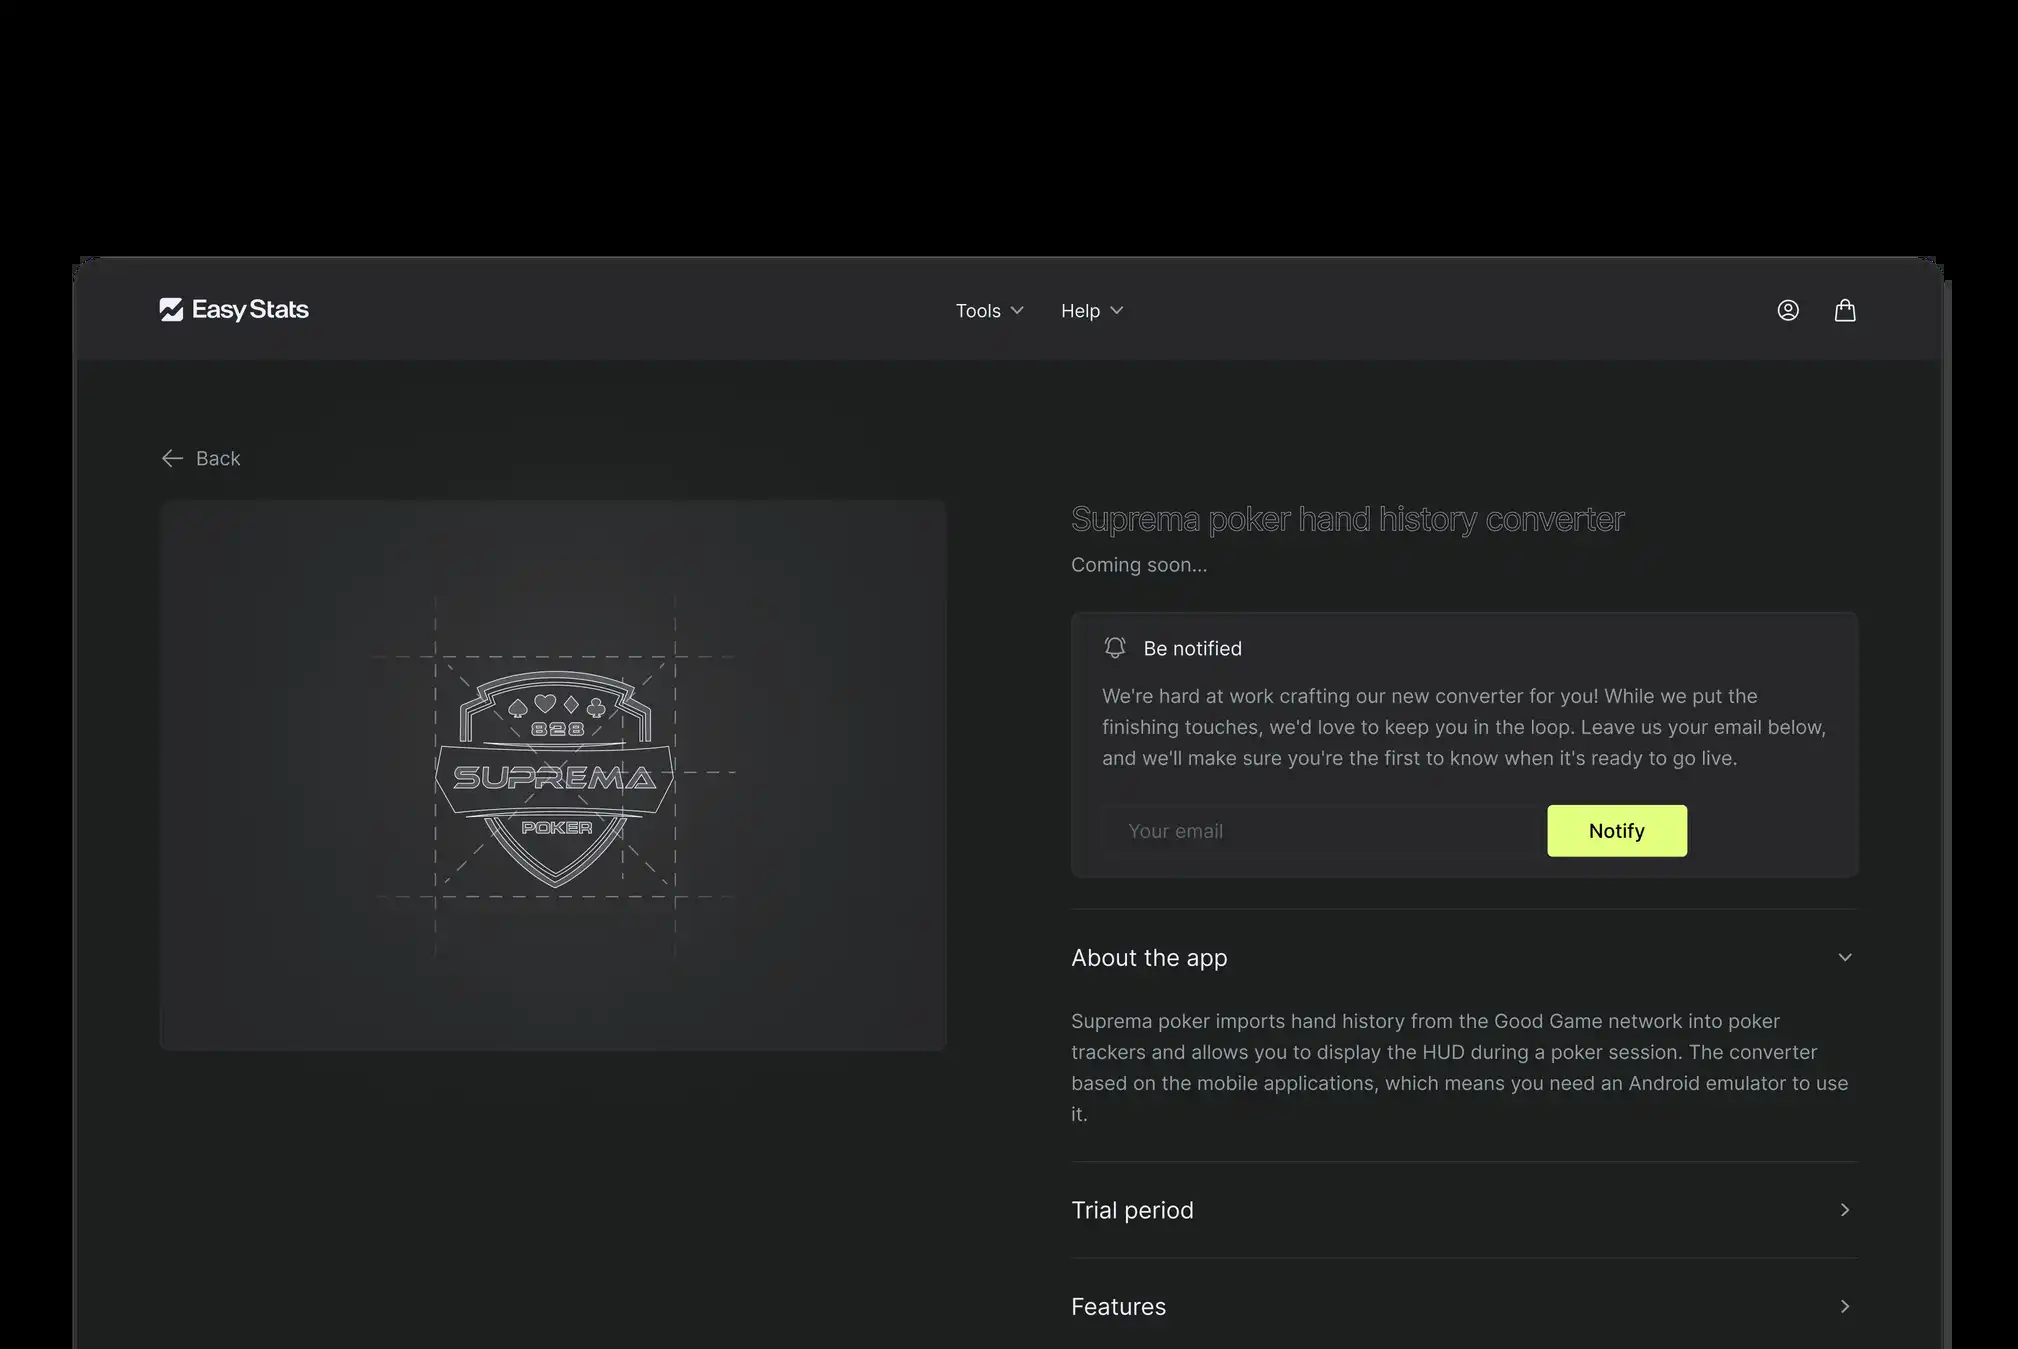 Easy Stats
Tools
Help
Back
828
SUPREMA
POKER
Suprema poker hand history converter
Coming soon...
Be notified
We're hard at work crafting our new converter for you! While we put the
finishing touches, we'd love to keep you in the loop. Leave us your email below,
and we'll make sure you're the first to know when it's ready to go live.
Your email
Notify
About the app
Suprema poker imports hand history from the Good Game network into poker
trackers and allows you to display the HUD during a poker session. The converter
based on the mobile applications, which means you need an Android emulator to use
it.
Trial period
Features